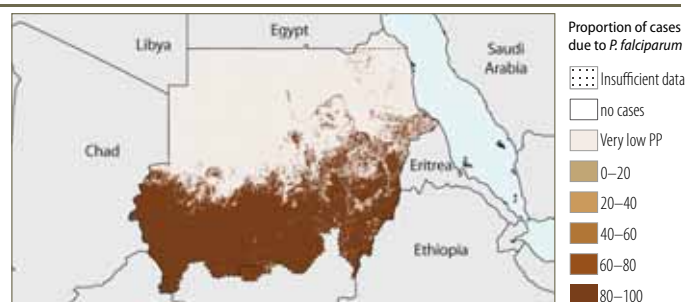 Egypt
Libya
Saudi
Arabia
Chad
Eritrea
Ethiopia
Proportion of cases
due to P. falciparum
Insufficient data
no cases
Very low PP
0–20
20–40
40–60
60–80
80–100